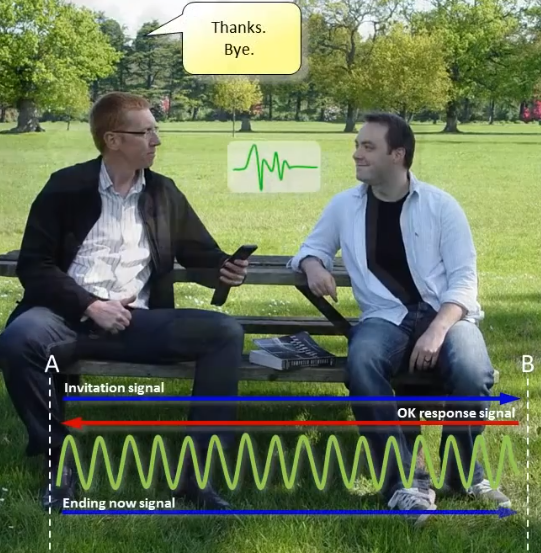 Thanks.
Bye.
A
B
Invitation signal
OK response signal
Ending now signal